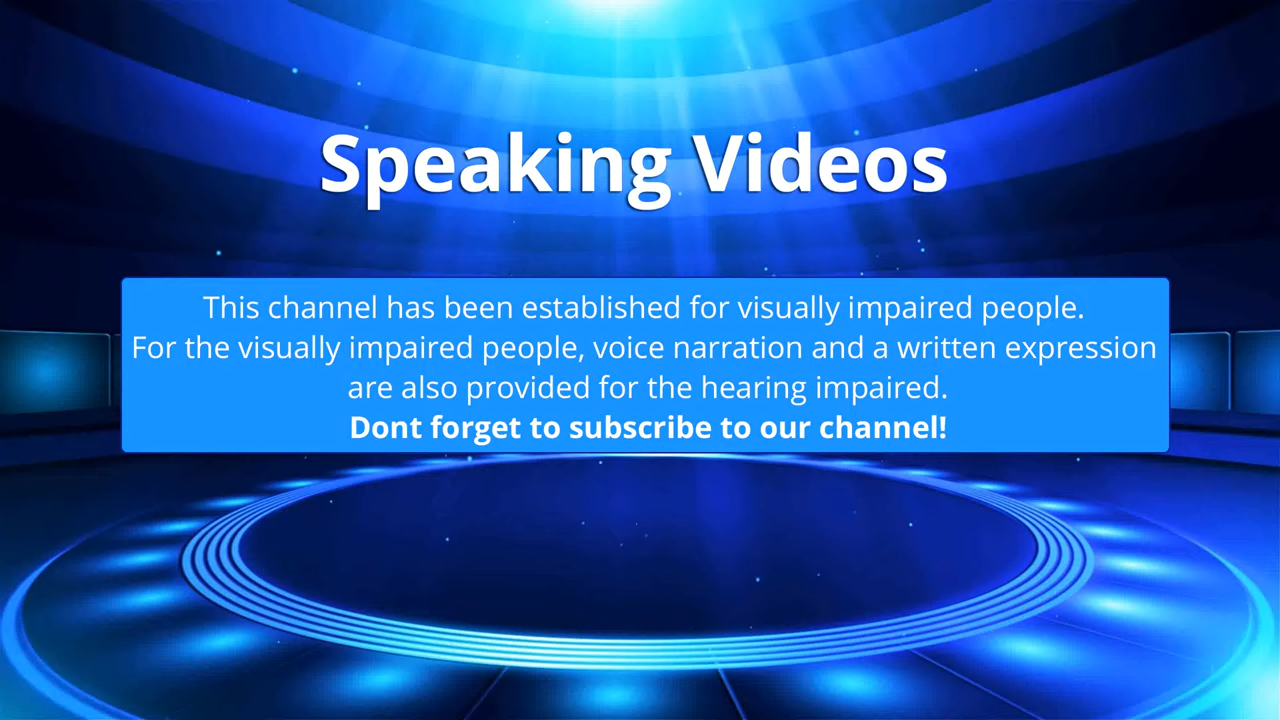 Speaking Videos
This channel has been established for visually impaired people.
For the visually impaired people, voice narration and a written expression
are also provided for the hearing impaired.
Dont forget to subscribe to our channel!